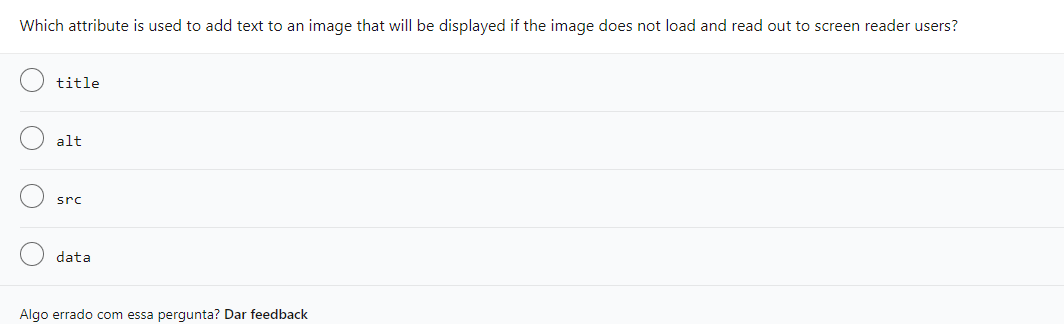 Which attribute is used to add text to an image that will be displayed if the image does not load and read out to screen reader users?
title
alt
src
data
Algo errado com essa pergunta? Dar feedback